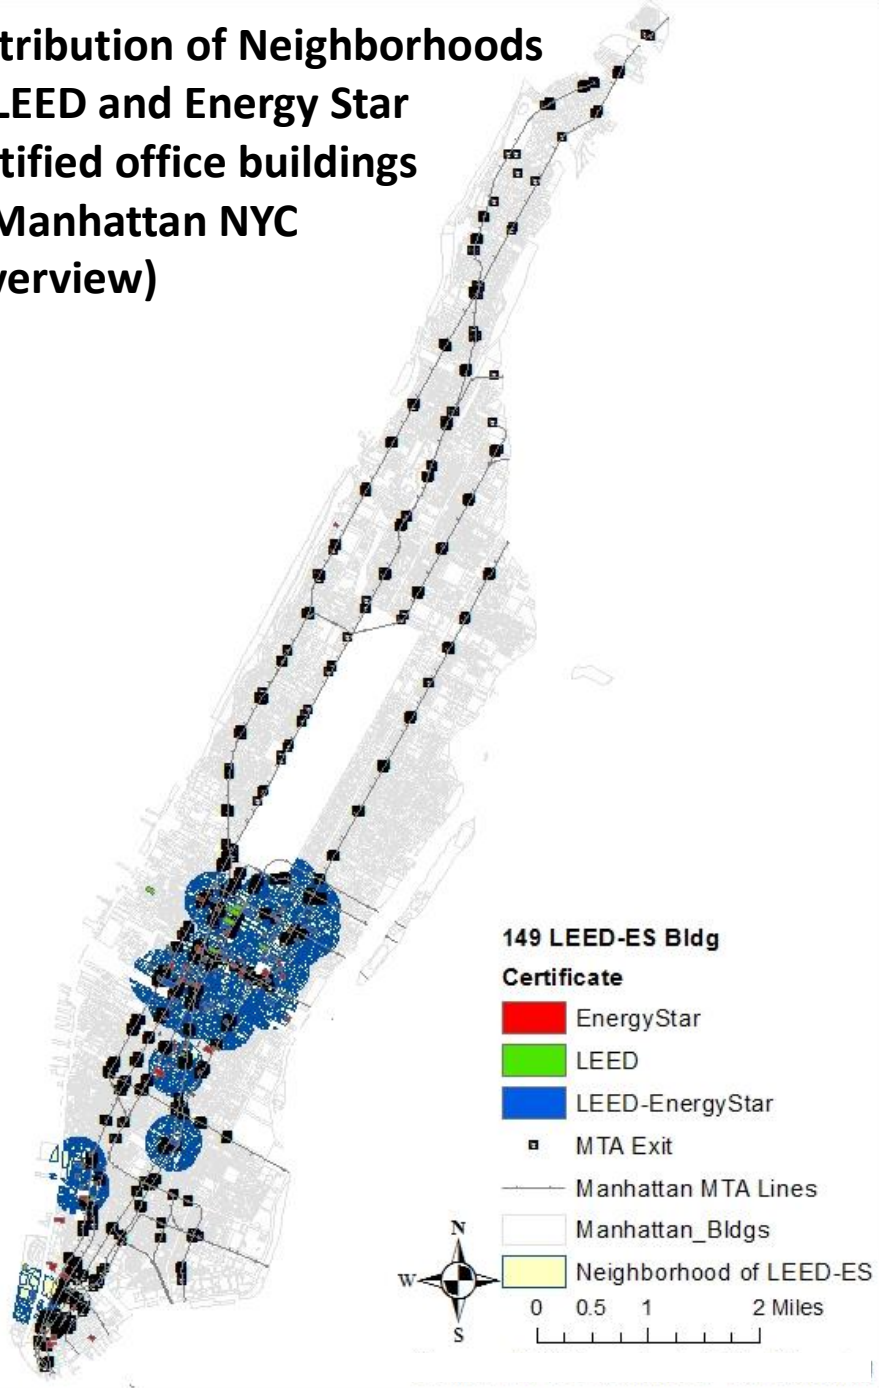 tribution of Neighborhoods
LEED and Energy Star
tified office buildings
Manhattan NYC
verview)
149 LEED-ES Bldg
Certificate
EnergyStar
LEED
LEED-EnergyStar
MTA Exit
Manhattan MTA Lines
Manhattan_Bldgs
Neighborhood of LEED-ES
N
W
S
0 0.5 1 2 Miles